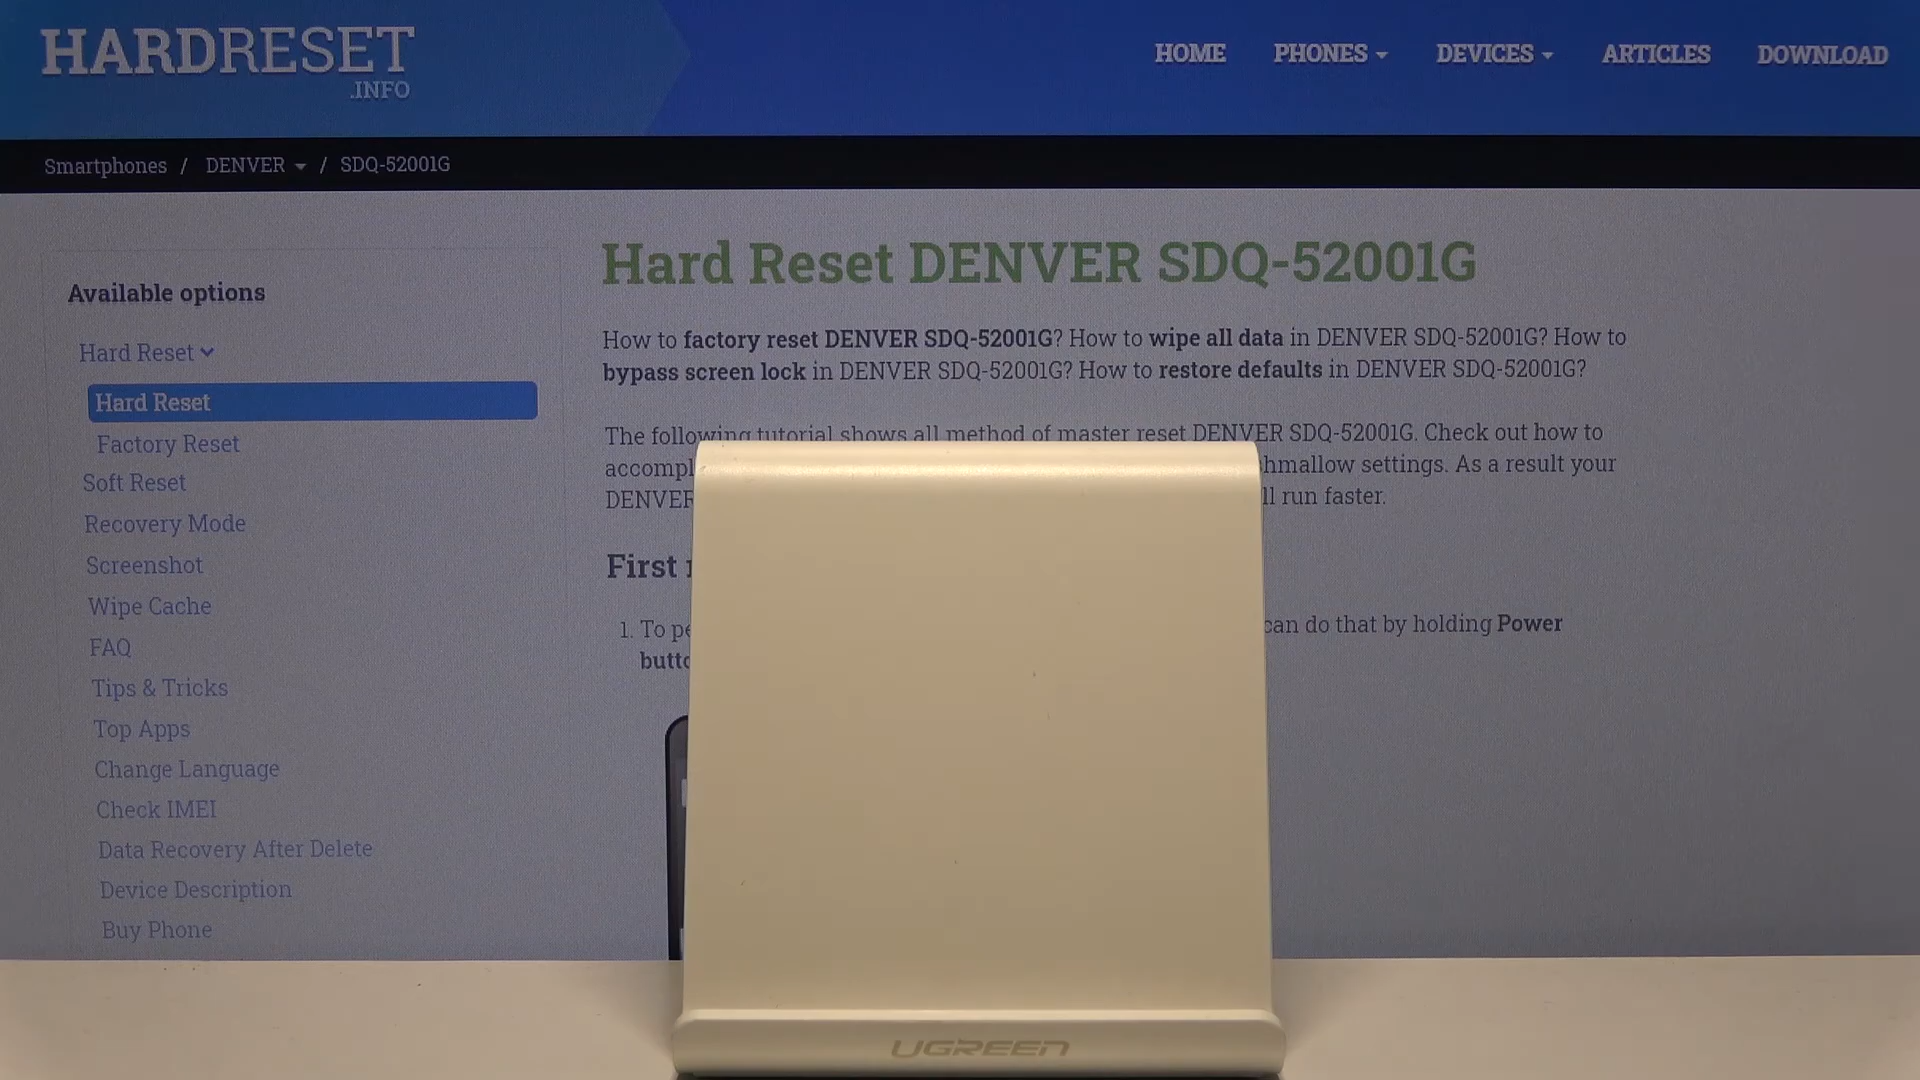 HARDRESET
.INFO
HOME PHONES DEVICES ARTICLES DOWNLOAD
Smartphones / DENVER / SDQ-52001G
Available options
Hard Reset
Hard Reset
Factory Reset
Soft Reset
Recovery Mode
Screenshot
Wipe Cache
FAQ
Tips & Tricks
Top Apps
Change Language
Check IMEI
Data Recovery After Delete
Device Description
Buy Phone
Hard Reset DENVER SDQ-52001G
How to factory reset DENVER SDQ-52001G? How to wipe all data in DENVER SDQ-52001G? How to
bypass screen lock in DENVER SDQ-52001G? How to restore defaults in DENVER SDQ-52001G?
The following tutorial shows all method of master reset DENVER SDQ-52001G. Check out how to
accompl hmallow settings. As a result your
DENVER ll run faster.
First
1. To pe can do that by holding Power
butto
UGREEN